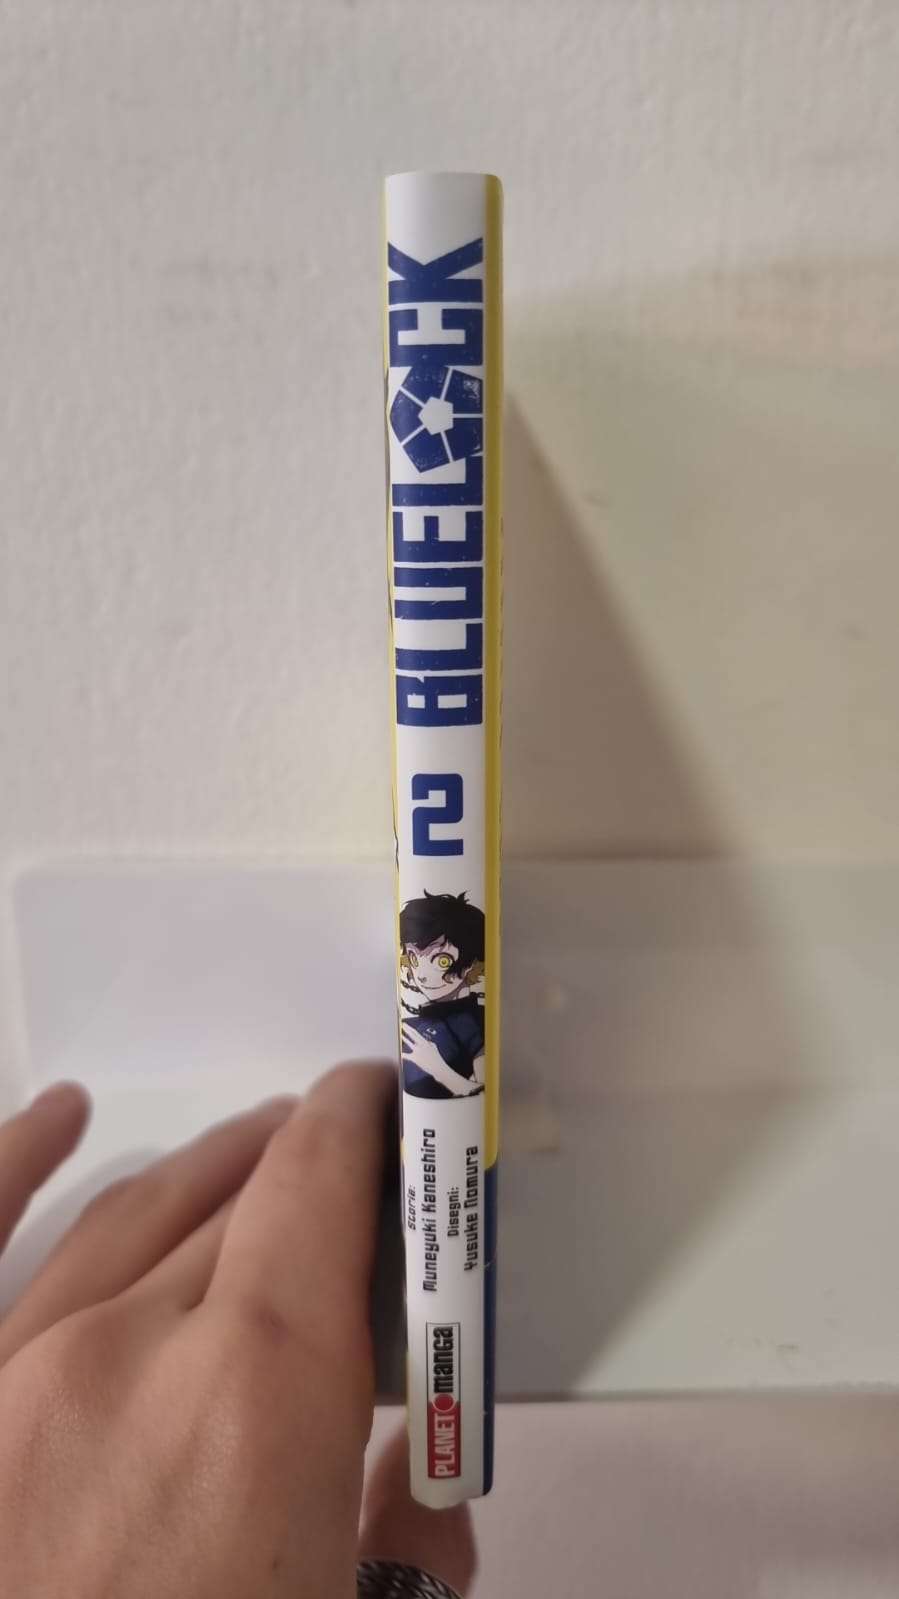 BLUELOCK
2
Storia:
Muneyuki Kaneshiro
Disegni:
Yusuke Nomura
PLANET MANGA